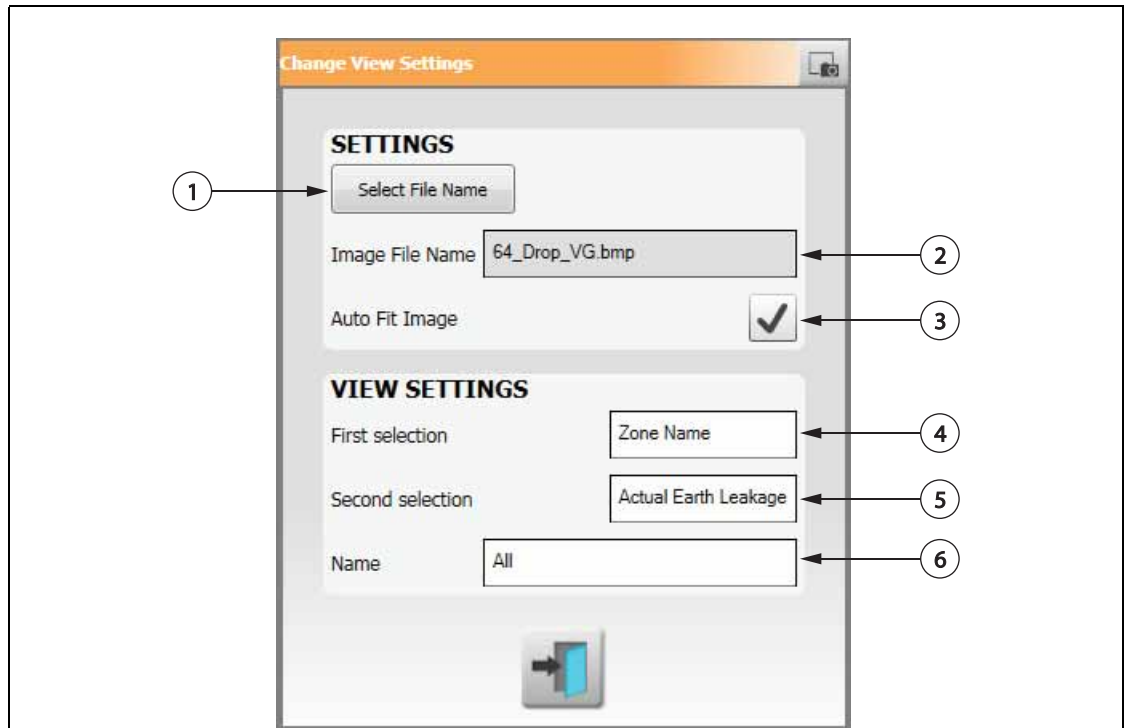 Change View Settings
SETTINGS
1
Select File Name
Image File Name 64_Drop_VG.bmp 2
Auto Fit Image 3
VIEW SETTINGS
First selection Zone Name 4
Second selection Actual Earth Leakage 5
Name All 6